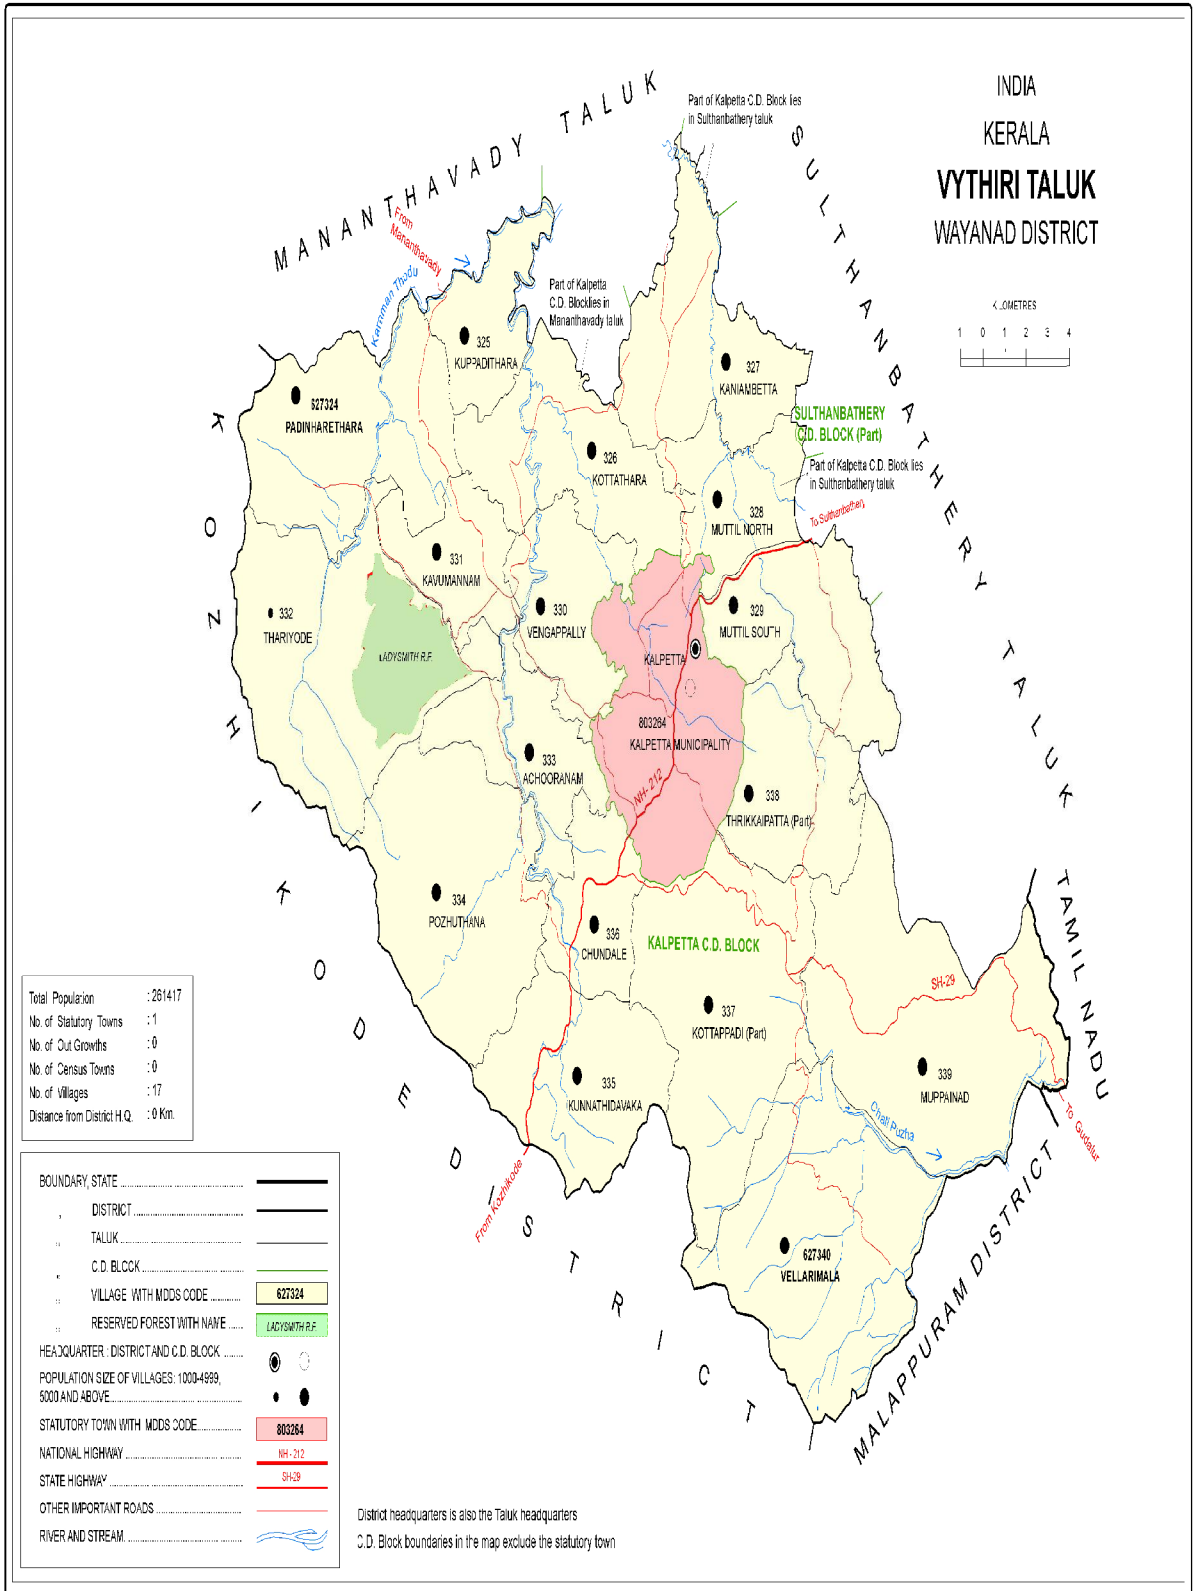 INDIA
KERALA
VYTHIRI TALUK
WAYANAD DISTRICT
KILOMETRES
1 0 1 2 3 4
MANANTHAVADY TALUK
SULTHANBATHERY TALUK
TAMIL NADU
MALAPPURAM DISTRICT
KOZHIKODE DISTRICT
Part of Kalpetta C.D. Block lies
in Sulthanbathery taluk
From
Mananthavady
Karnman Thodu
Part of Kalpetta
C.D. Blocklies in
Mananthavady taluk
325
KUPPADITHARA
327
KANIAMBETTA
627324
PADINHARETHARA
SULTHANBATHERY
C.D. BLOCK (Part)
326
KOTTATHARA
Part of Kalpetta C.D. Block lies
in Sulthenbathery taluk
328
MUTTIL NORTH
To Sulthanbathery
331
KAVUMANNAM
332
THARIYODE
330
VENGAPPALLY
329
MUTTIL SOUTH
LADYSMITH R.F.
KALPETTA
803264
KALPETTA MUNICIPALITY
333
ACHOORANAM
NH- 212
338
THRIKKAIPATTA (Part)
334
POZHUTHANA
336
CHUNDALE
KALPETTA C.D. BLOCK
SH-29
337
KOTTAPPADI (Part)
335
KUNNATHIDAVAKA
339
MUPPAINAD
Chali Puzha
To Gudalur
From Kozhikode
627340
VELLARIMALA
Total Population : 261417
No. of Statutory Towns : 1
No. of Out Growths : 0
No. of Census Towns : 0
No. of Villages : 17
Distance from District H.Q. : 0 Km.
BOUNDARY, STATE
" DISTRICT
" TALUK
" C.D. BLOCK
" VILLAGE WITH MDDS CODE 627324
" RESERVED FOREST WITH NAME LADYSMITH R.F.
HEADQUARTER : DISTRICT AND C.D. BLOCK
POPULATION SIZE OF VILLAGES: 1000-4999,
5000 AND ABOVE
STATUTORY TOWN WITH MDDS CODE 803264
NATIONAL HIGHWAY NH - 212
STATE HIGHWAY SH-29
OTHER IMPORTANT ROADS
RIVER AND STREAM
District headquarters is also the Taluk headquarters
C.D. Block boundaries in the map exclude the statutory town